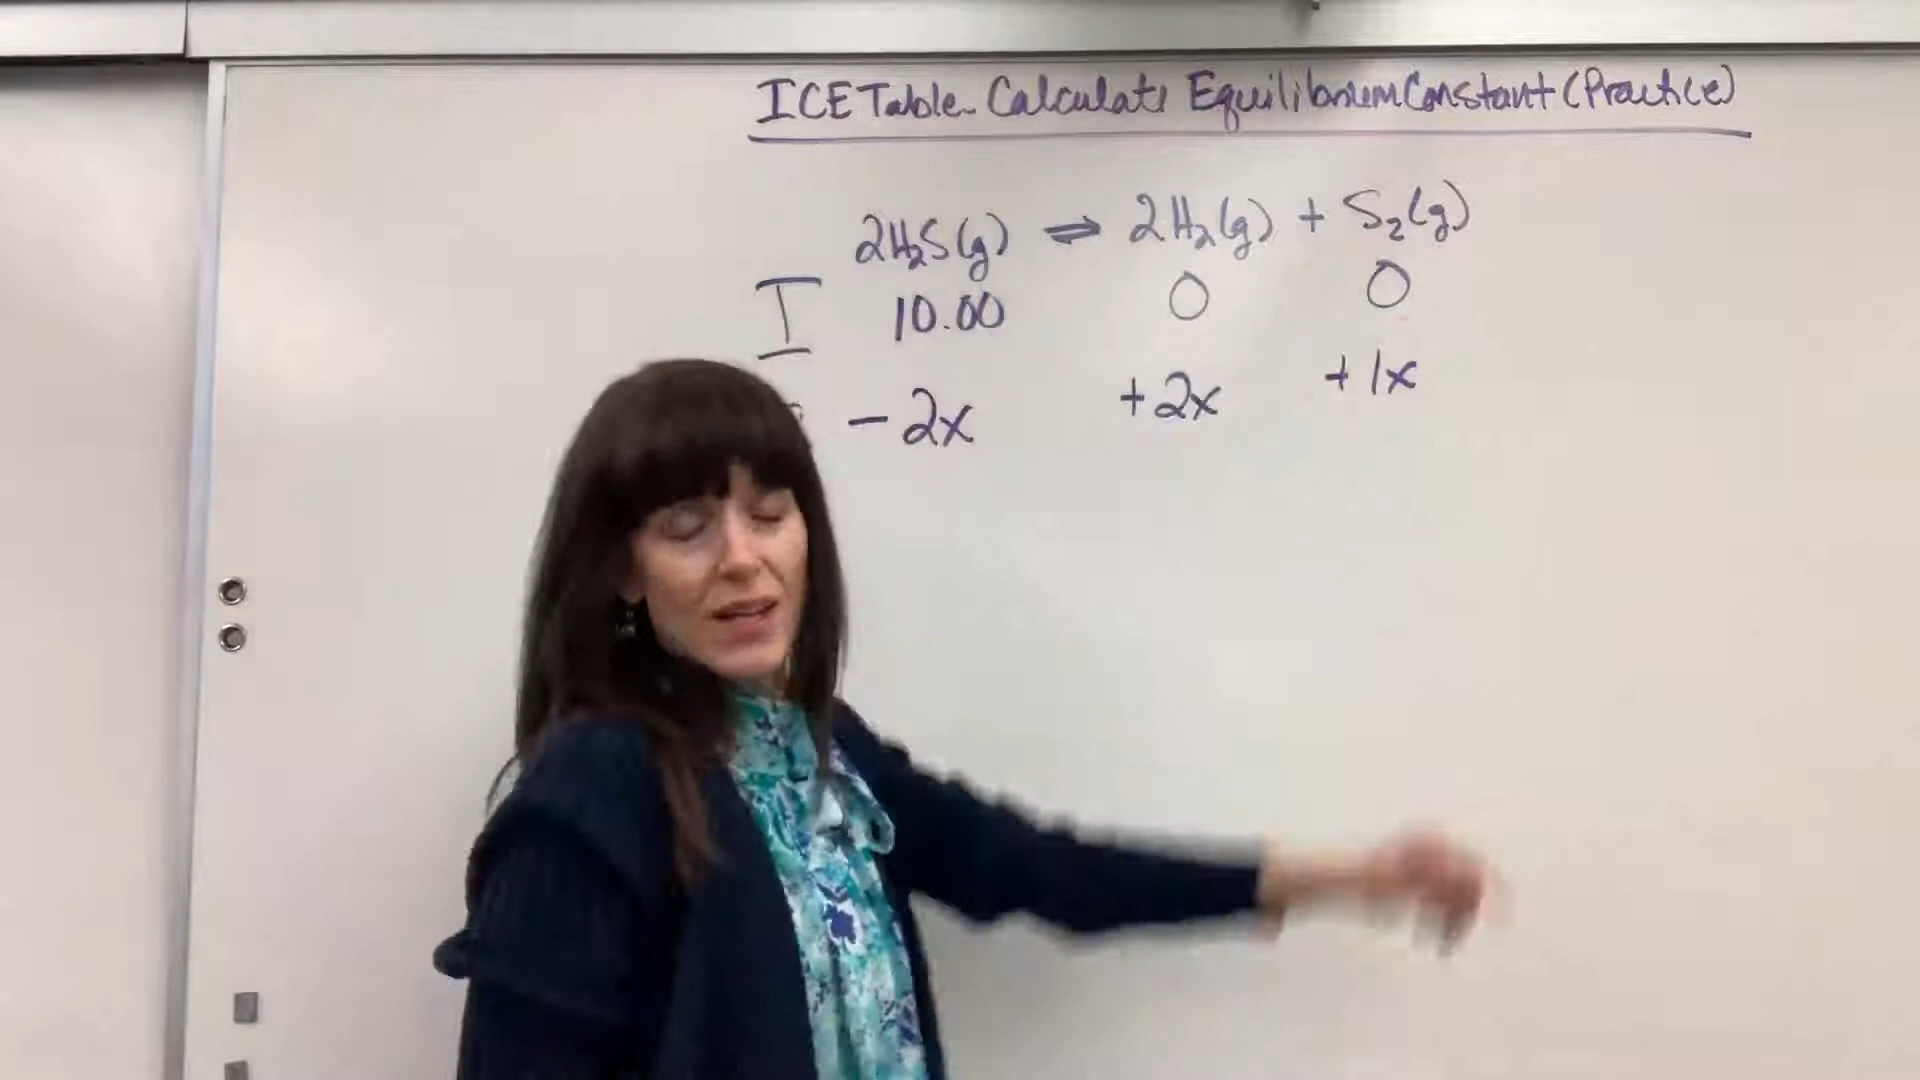 ICE Table - Calculate Equilibrium Constant (Practice)
2H₂S(g) ⇌ 2H₂(g) + S₂(g)
I 10.00 0 0
- 2x +2x + 1x